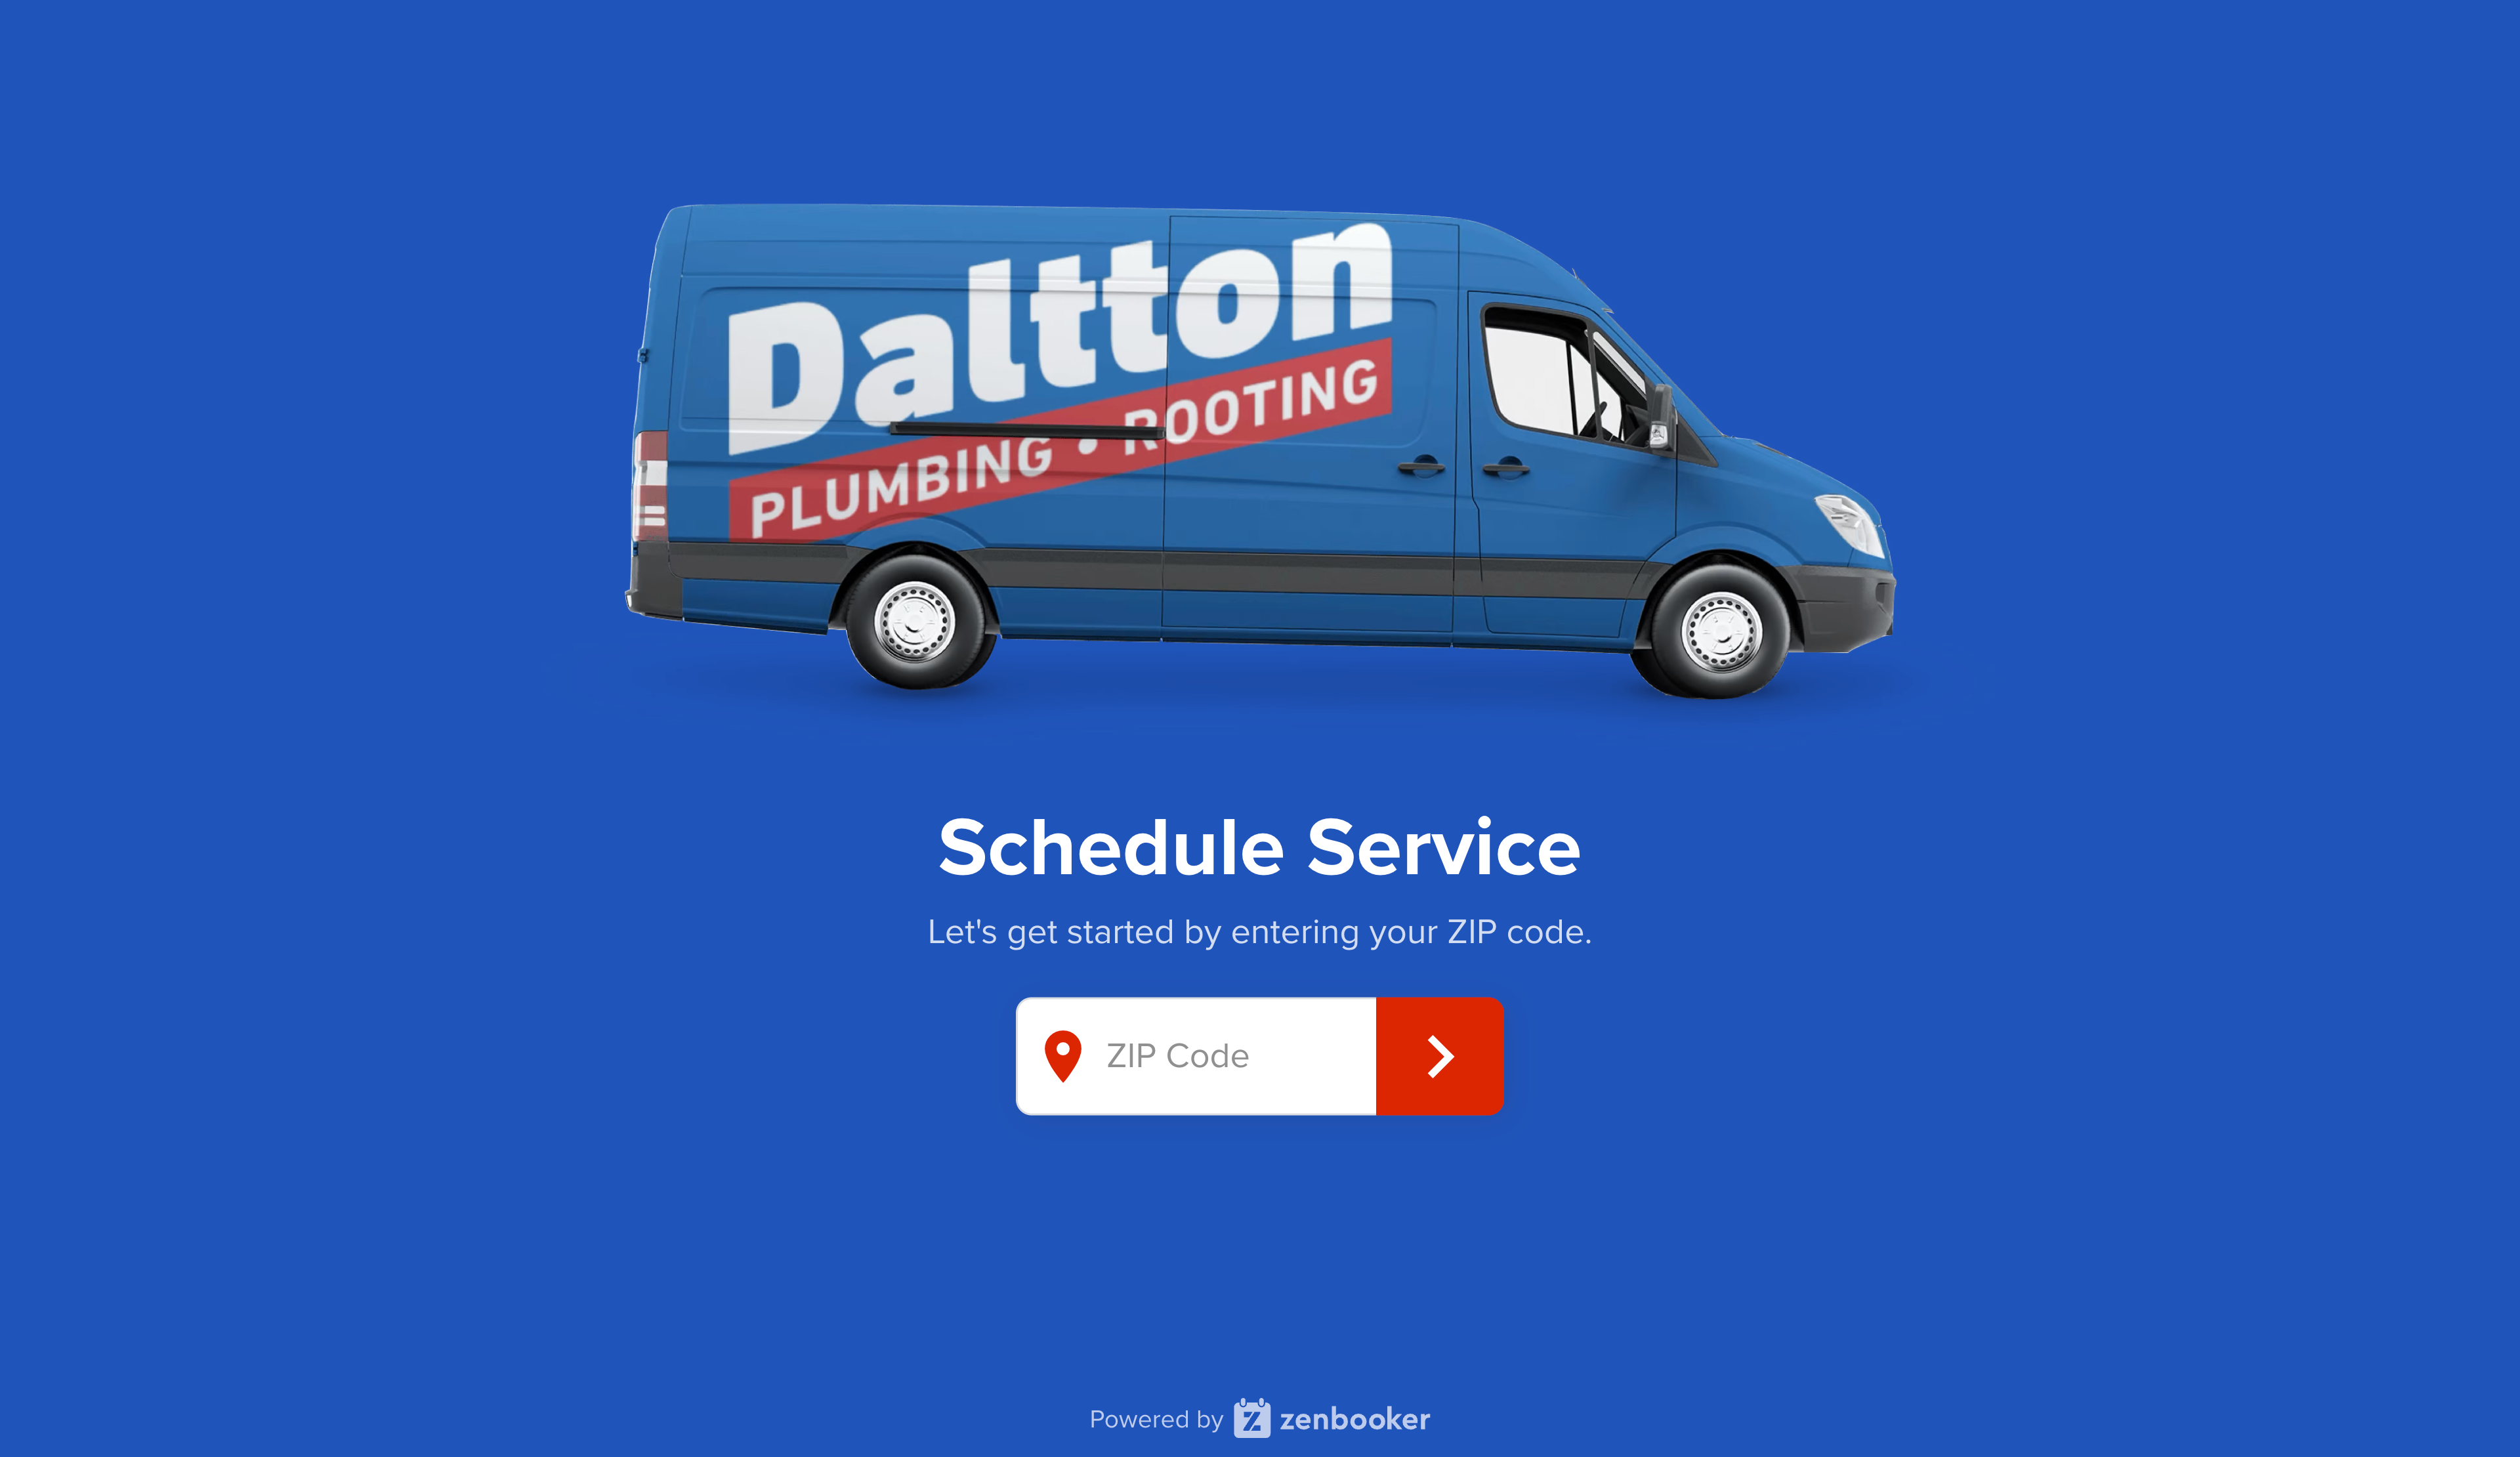 Daltton
PLUMBING • ROOTING
Schedule Service
Let's get started by entering your ZIP code.
ZIP Code
Powered by zenbooker